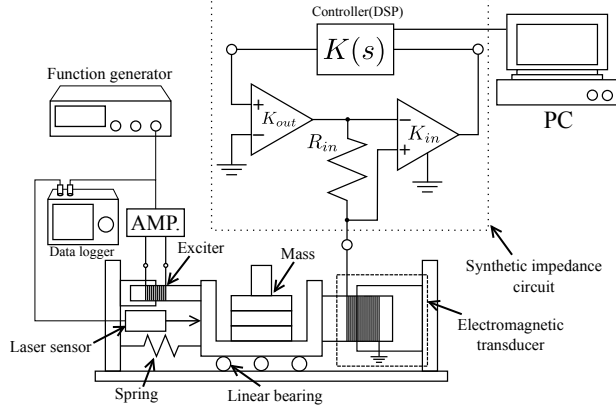 Controller(DSP)
K(s)
Function generator
PC
+
−
K_out
R_in
−
+
K_in
AMP.
Data logger
Exciter
Mass
Synthetic impedance
circuit
Laser sensor
Electromagnetic
transducer
Spring
Linear bearing